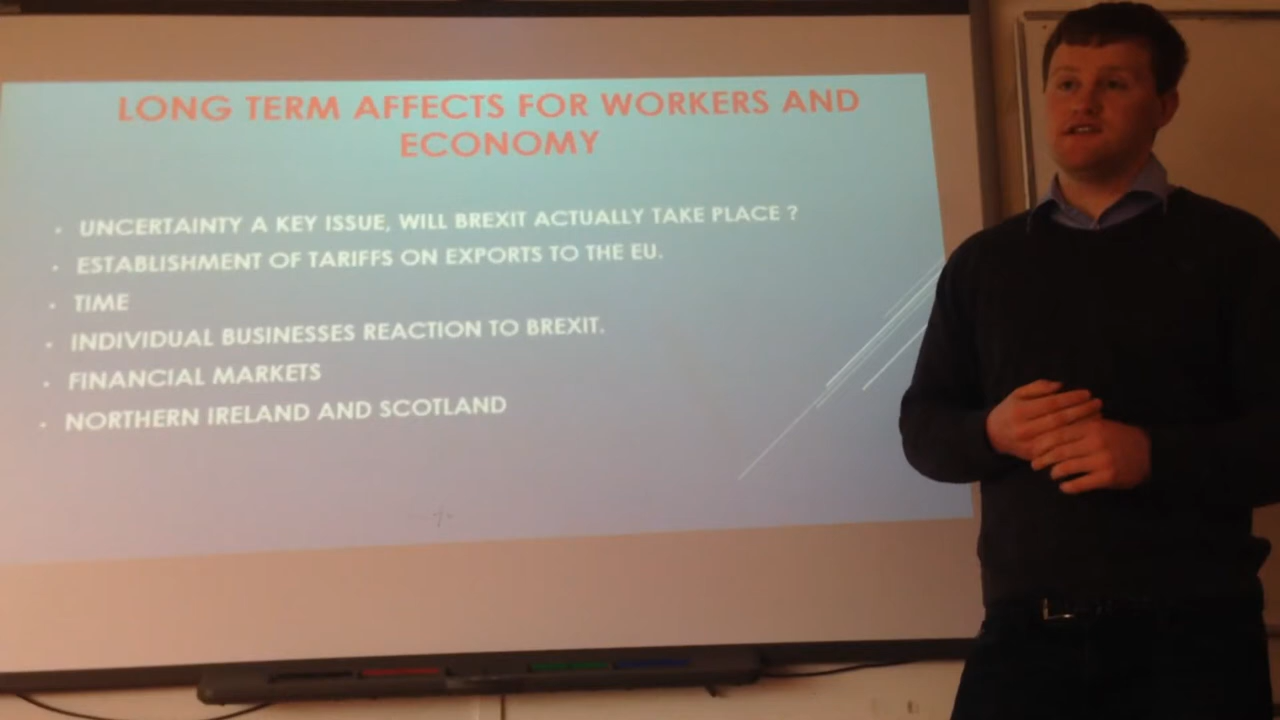 LONG TERM AFFECTS FOR WORKERS AND
ECONOMY
• UNCERTAINTY A KEY ISSUE, WILL BREXIT ACTUALLY TAKE PLACE ?
• ESTABLISHMENT OF TARIFFS ON EXPORTS TO THE EU.
• TIME
• INDIVIDUAL BUSINESSES REACTION TO BREXIT.
• FINANCIAL MARKETS
• NORTHERN IRELAND AND SCOTLAND